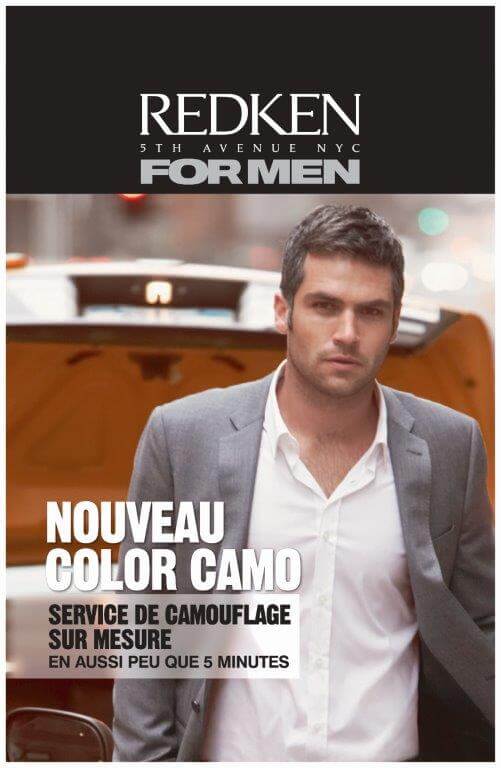 REDKEN
5TH AVENUE NYC
FOR MEN
NOUVEAU
COLOR CAMO
SERVICE DE CAMOUFLAGE
SUR MESURE
EN AUSSI PEU QUE 5 MINUTES